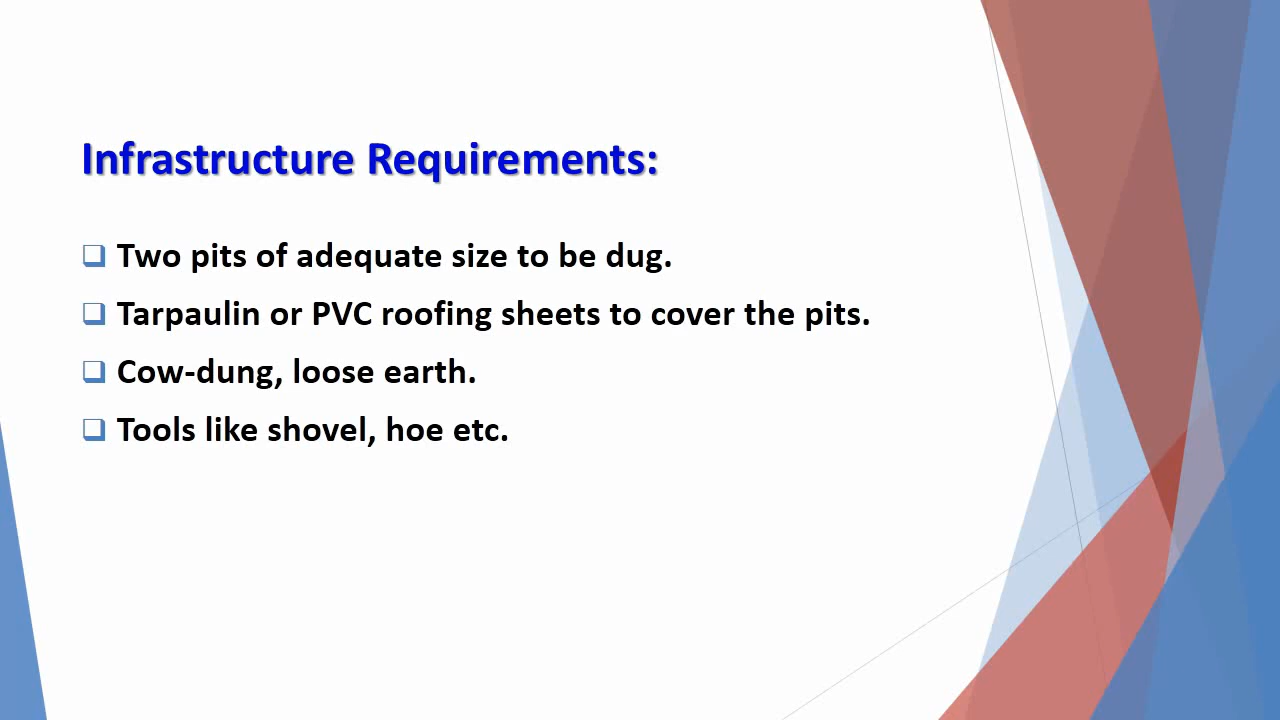 Infrastructure Requirements:
Two pits of adequate size to be dug.
Tarpaulin or PVC roofing sheets to cover the pits.
Cow-dung, loose earth.
Tools like shovel, hoe etc.